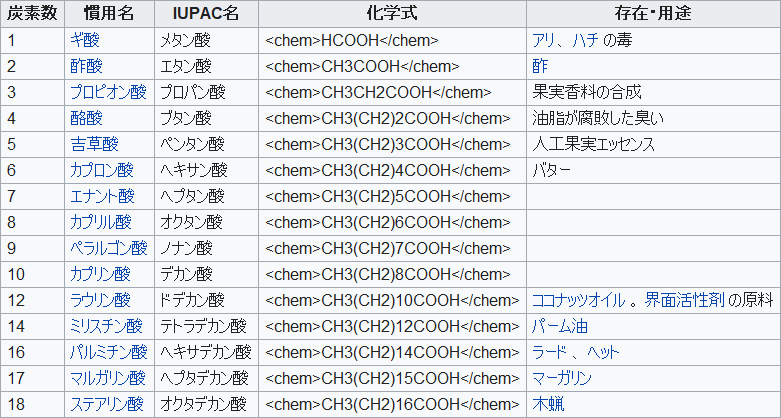 炭素数 慣用名 IUPAC名 化学式 存在・用途
1 ギ酸 メタン酸 <chem>HCOOH</chem> アリ、ハチの毒
2 酢酸 エタン酸 <chem>CH3COOH</chem> 酢
3 プロピオン酸 プロパン酸 <chem>CH3CH2COOH</chem> 果実香料の合成
4 酪酸 ブタン酸 <chem>CH3(CH2)2COOH</chem> 油脂が腐敗した臭い
5 吉草酸 ペンタン酸 <chem>CH3(CH2)3COOH</chem> 人工果実エッセンス
6 カプロン酸 ヘキサン酸 <chem>CH3(CH2)4COOH</chem> バター
7 エナント酸 ヘプタン酸 <chem>CH3(CH2)5COOH</chem>
8 カプリル酸 オクタン酸 <chem>CH3(CH2)6COOH</chem>
9 ペラルゴン酸 ノナン酸 <chem>CH3(CH2)7COOH</chem>
10 カプリン酸 デカン酸 <chem>CH3(CH2)8COOH</chem>
12 ラウリン酸 ドデカン酸 <chem>CH3(CH2)10COOH</chem> ココナッツオイル。界面活性剤の原料
14 ミリスチン酸 テトラデカン酸 <chem>CH3(CH2)12COOH</chem> パーム油
16 パルミチン酸 ヘキサデカン酸 <chem>CH3(CH2)14COOH</chem> ラード、ヘット
17 マルガリン酸 ヘプタデカン酸 <chem>CH3(CH2)15COOH</chem> マーガリン
18 ステアリン酸 オクタデカン酸 <chem>CH3(CH2)16COOH</chem> 木蝋